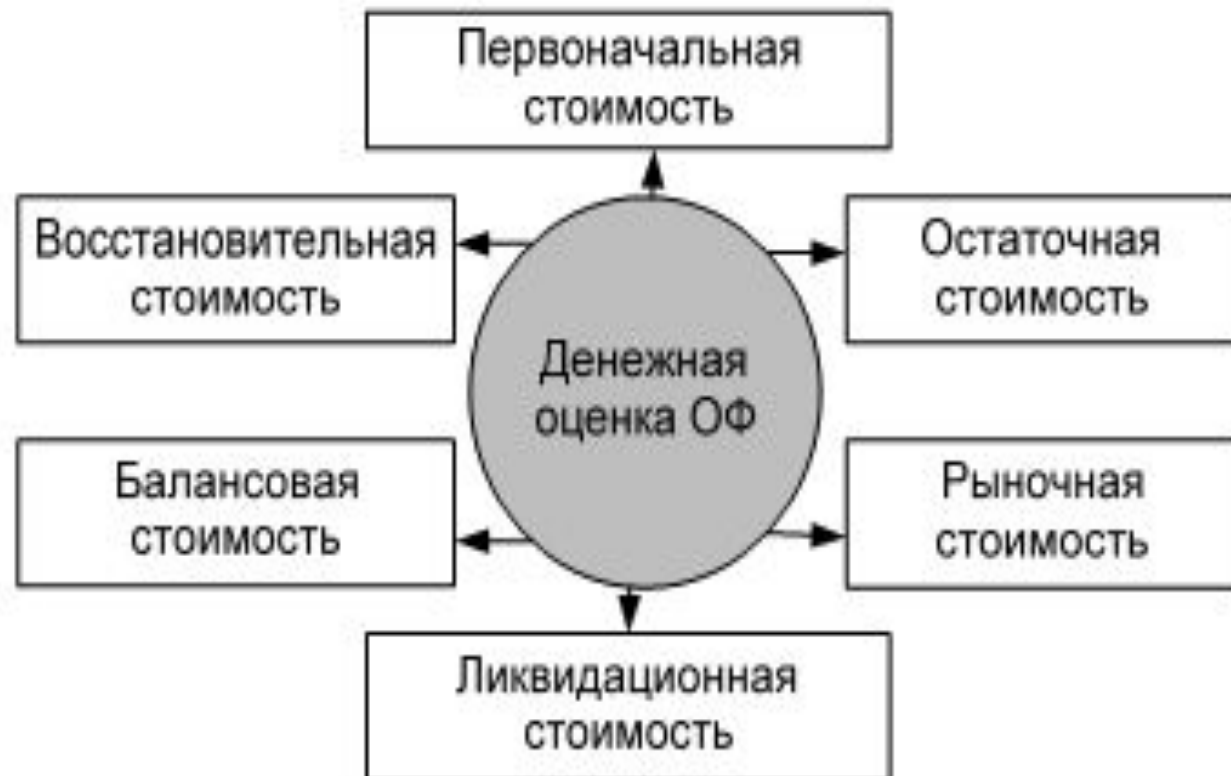 Первоначальная
стоимость
Восстановительная
стоимость
Остаточная
стоимость
Денежная
оценка ОФ
Балансовая
стоимость
Рыночная
стоимость
Ликвидационная
стоимость